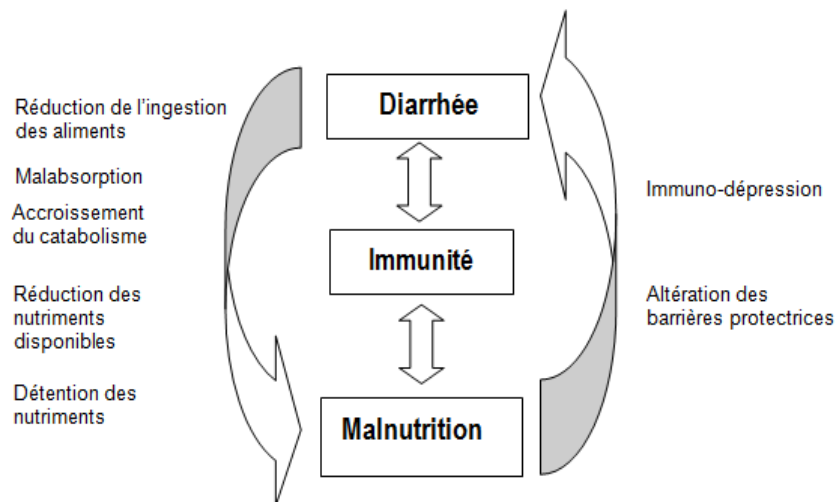 Réduction de l'ingestion
des aliments
Malabsorption
Accroissement
du catabolisme
Réduction des
nutriments
disponibles
Détention des
nutriments
Diarrhée
Immunité
Malnutrition
Immuno-dépression
Altération des
barrières protectrices